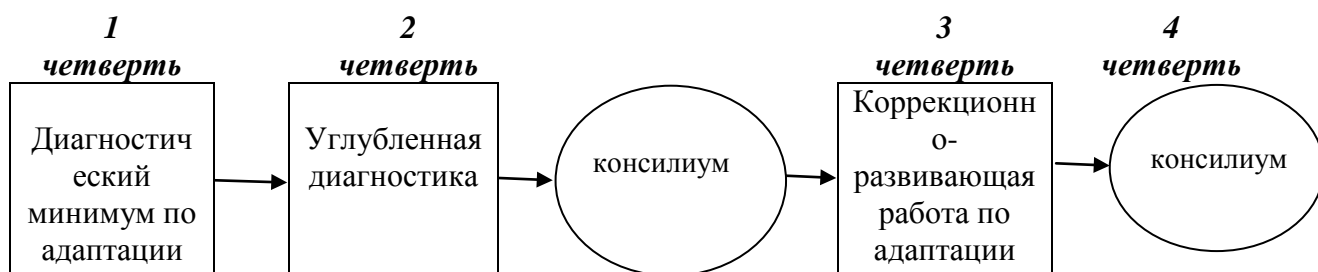 1
четверть
2
четверть
3
четверть
4
четверть
Диагностич
еский
минимум по
адаптации
Углубленная
диагностика
консилиум
Коррекционн
о-
развивающая
работа по
адаптации
консилиум